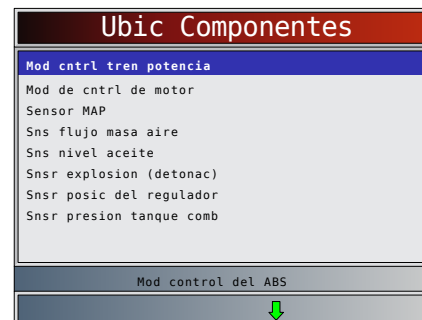 Ubic Componentes
Mod cntrl tren potencia
Mod de cntrl de motor
Sensor MAP
Sns flujo masa aire
Sns nivel aceite
Snsr explosion (detonac)
Snsr posic del regulador
Snsr presion tanque comb
Mod control del ABS